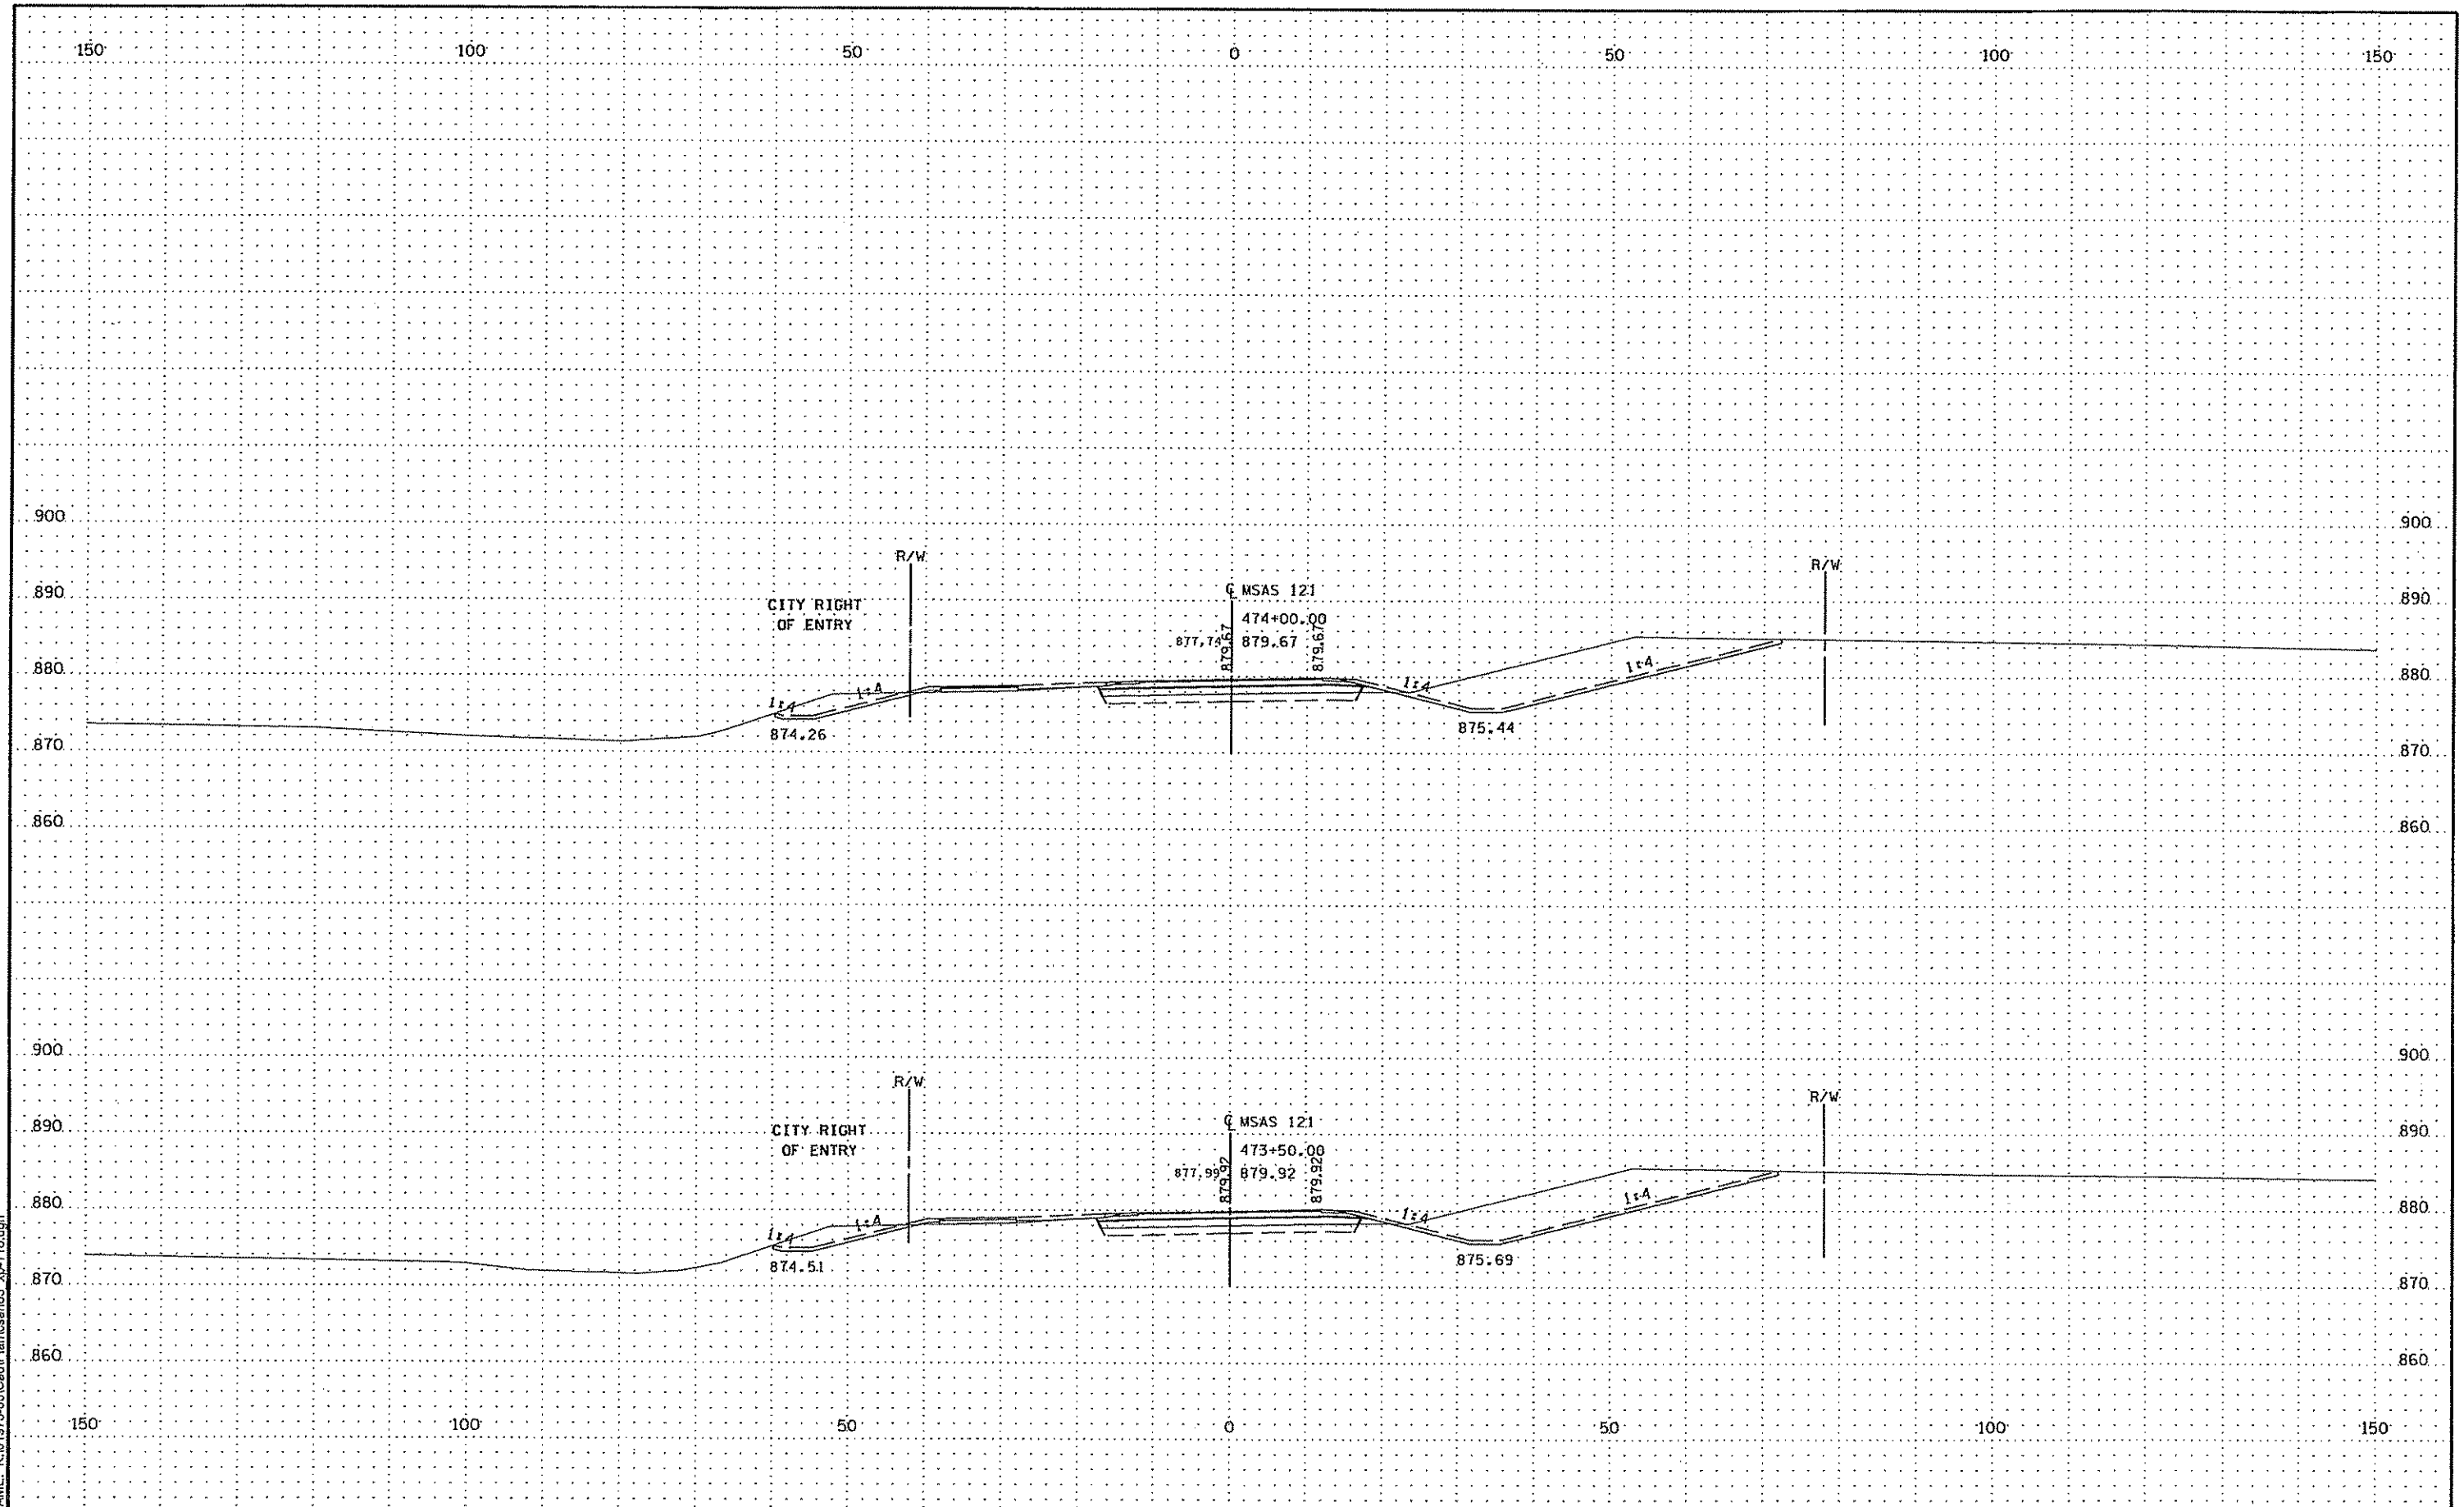 150 100 50 0 50 100 150
900 900
R/W R/W
890 ℄ MSAS 121 890
CITY RIGHT 474+00.00
OF ENTRY 877.74 879.67 879.67 879.67
880 1:4 1:4 1:4 1:4 880
874.26 875.44
870 870
860 860
900 900
R/W R/W
890 CITY RIGHT ℄ MSAS 121 890
OF ENTRY 473+50.00
877.99 879.92 879.92 879.92
880 1:4 1:4 1:4 1:4 880
874.51 875.69
870 870
860 860
150 100 50 0 50 100 150